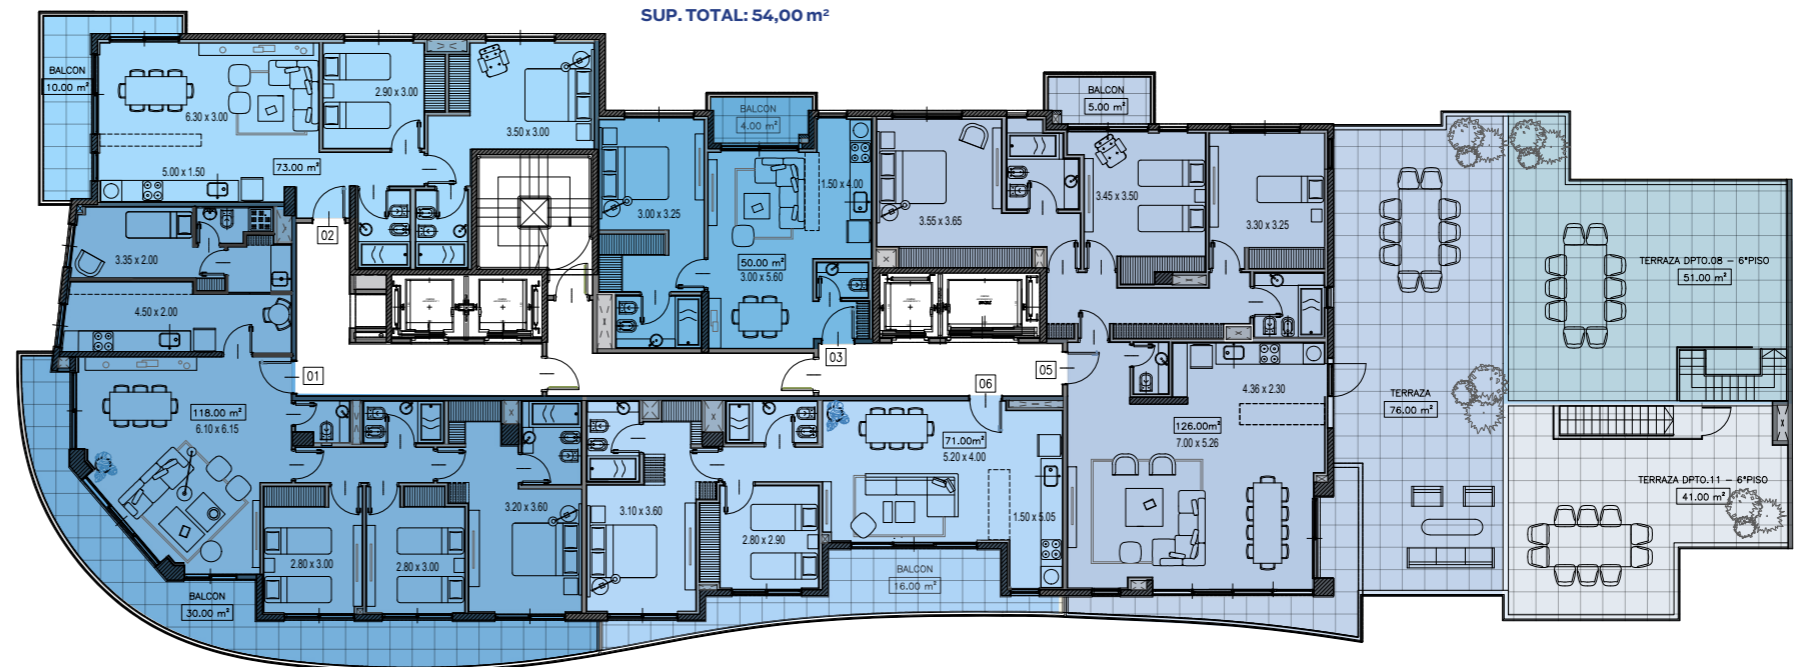 SUP. TOTAL: 54,00 m²
BALCON
10.00 m²
6.30 x 3.00
2.90 x 3.00
3.50 x 3.00
5.00 x 1.50
73.00 m²
02
3.35 x 2.00
4.50 x 2.00
01
118.00 m²
6.10 x 6.15
BALCON
30.00 m²
2.80 x 3.00
2.80 x 3.00
3.20 x 3.60
BALCON
4.00 m²
3.00 x 3.25
1.50 x 4.00
50.00 m²
3.00 x 5.60
03
3.10 x 3.60
2.80 x 2.90
71.00m²
5.20 x 4.00
1.50 x 5.05
06
BALCON
16.00 m²
BALCON
5.00 m²
3.55 x 3.65
3.45 x 3.50
3.30 x 3.25
05
4.36 x 2.30
126.00m²
7.00 x 5.26
TERRAZA
76.00 m²
TERRAZA DPTO.08 - 6°PISO
51.00 m²
TERRAZA DPTO.11 - 6°PISO
41.00 m²